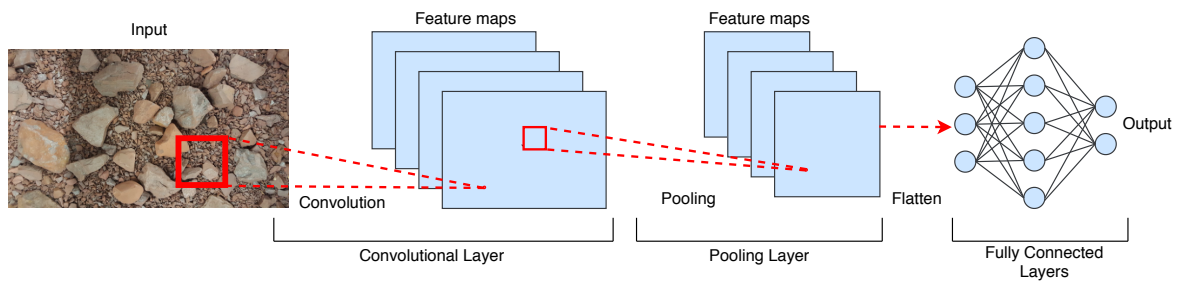 Input
Feature maps
Feature maps
Output
Convolution
Pooling
Flatten
Convolutional Layer
Pooling Layer
Fully Connected
Layers